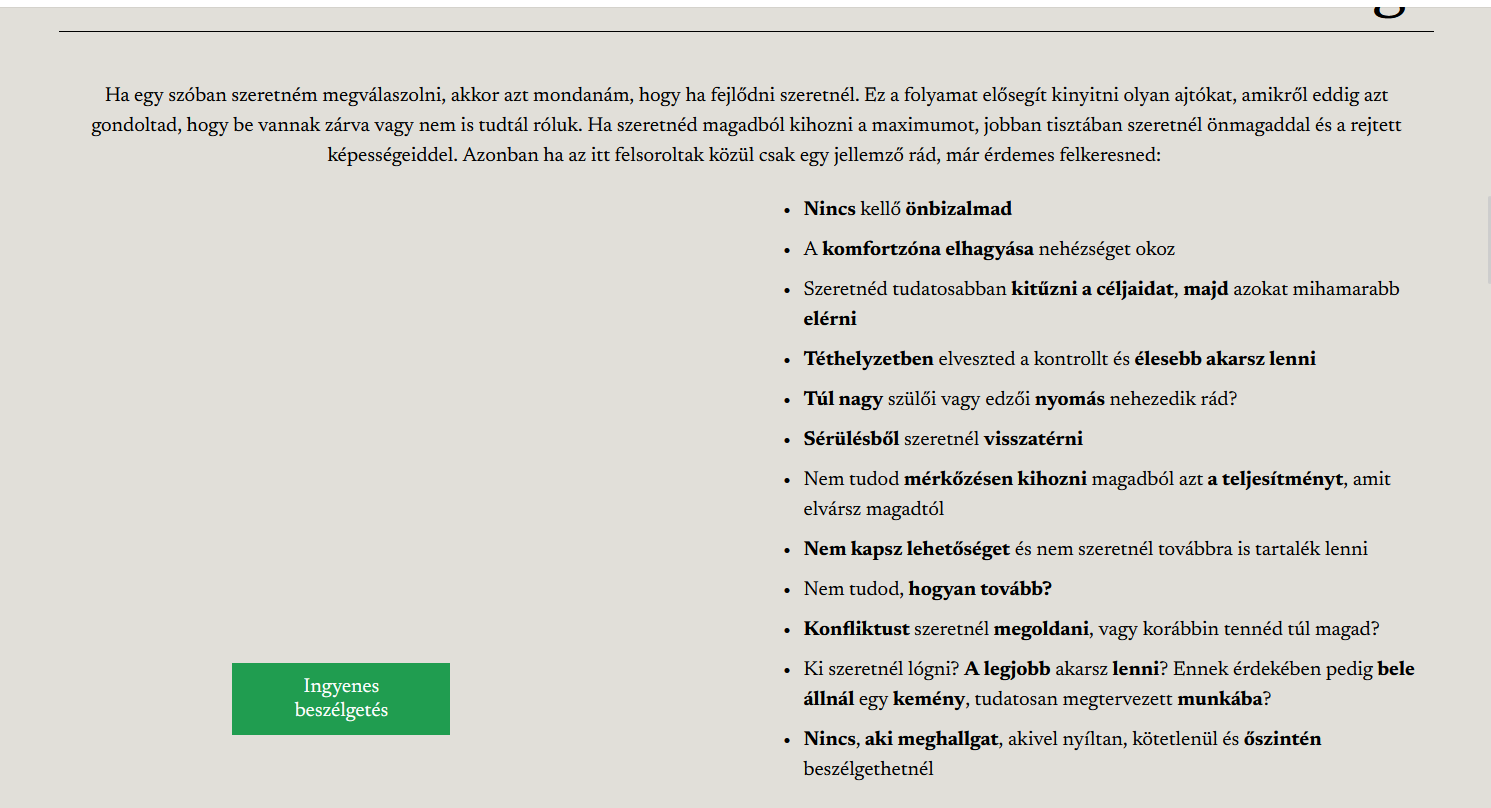 Ha egy szóban szeretném megválaszolni, akkor azt mondanám, hogy ha fejlődni szeretnél. Ez a folyamat elősegít kinyitni olyan ajtókat, amikről eddig azt
gondoltad, hogy be vannak zárva vagy nem is tudtál róluk. Ha szeretnéd magadból kihozni a maximumot, jobban tisztában szeretnél önmagaddal és a rejtett
képességeiddel. Azonban ha az itt felsoroltak közül csak egy jellemző rád, már érdemes felkeresned:
• Nincs kellő önbizalmad
• A komfortzóna elhagyása nehézséget okoz
• Szeretnéd tudatosabban kitűzni a céljaidat, majd azokat mihamarabb
elérni
• Téthelyzetben elveszted a kontrollt és élesebb akarsz lenni
• Túl nagy szülői vagy edzői nyomás nehezedik rád?
• Sérülésből szeretnél visszatérni
• Nem tudod mérkőzésen kihozni magadból azt a teljesítményt, amit
elvársz magadtól
• Nem kapsz lehetőséget és nem szeretnél továbbra is tartalék lenni
• Nem tudod, hogyan tovább?
• Konfliktust szeretnél megoldani, vagy korábbin tennéd túl magad?
• Ki szeretnél lógni? A legjobb akarsz lenni? Ennek érdekében pedig bele
állnál egy kemény, tudatosan megtervezett munkába?
• Nincs, aki meghallgat, akivel nyíltan, kötetlenül és őszintén
beszélgethetnél
Ingyenes
beszélgetés